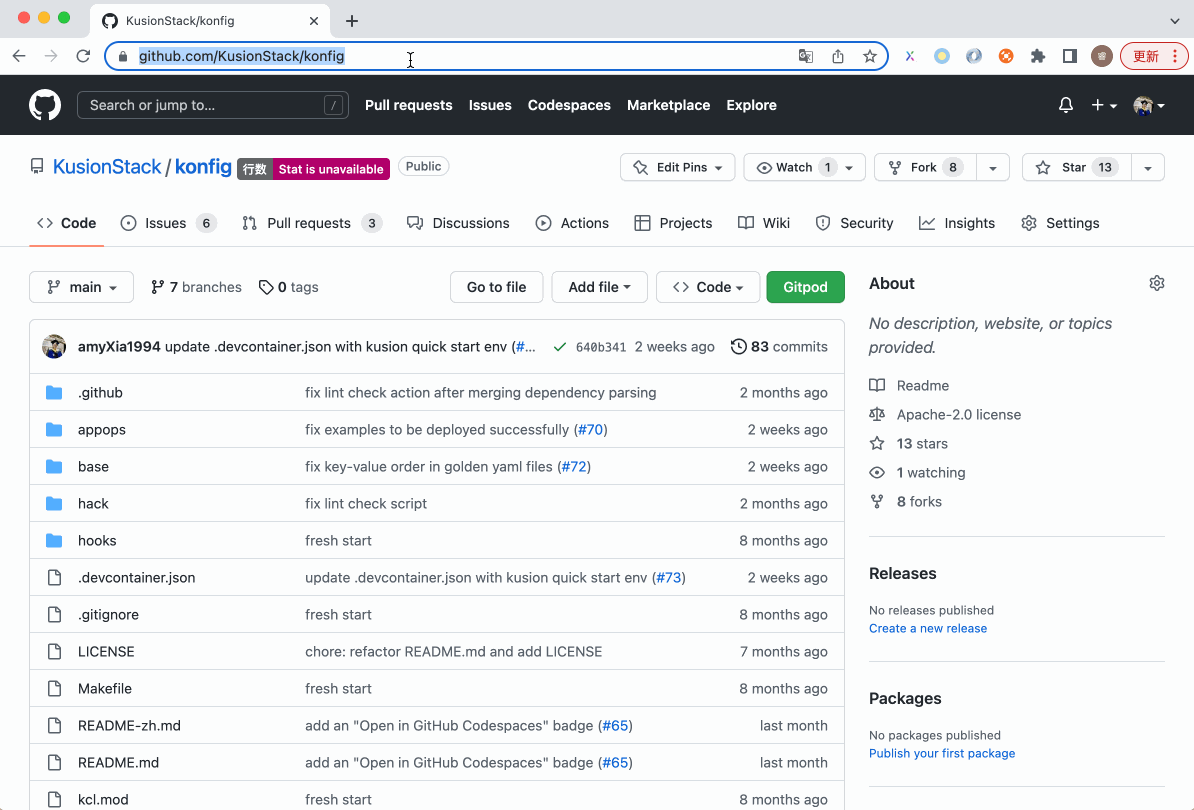 KusionStack/konfig
github.com/KusionStack/konfig
更新
Search or jump to...
/
Pull requests Issues Codespaces Marketplace Explore
KusionStack / konfig 行数 Stat is unavailable Public
Edit Pins Watch 1 Fork 8 Star 13
Code Issues 6 Pull requests 3 Discussions Actions Projects Wiki Security Insights Settings
main 7 branches 0 tags Go to file Add file Code Gitpod
amyXia1994 update .devcontainer.json with kusion quick start env (#... 640b341 2 weeks ago 83 commits
.github fix lint check action after merging dependency parsing 2 months ago
appops fix examples to be deployed successfully (#70) 2 weeks ago
base fix key-value order in golden yaml files (#72) 2 weeks ago
hack fix lint check script 2 months ago
hooks fresh start 8 months ago
.devcontainer.json update .devcontainer.json with kusion quick start env (#73) 2 weeks ago
.gitignore fresh start 8 months ago
LICENSE chore: refactor README.md and add LICENSE 7 months ago
Makefile fresh start 8 months ago
README-zh.md add an "Open in GitHub Codespaces" badge (#65) last month
README.md add an "Open in GitHub Codespaces" badge (#65) last month
kcl.mod fresh start 8 months ago
About
No description, website, or topics
provided.
Readme
Apache-2.0 license
13 stars
1 watching
8 forks
Releases
No releases published
Create a new release
Packages
No packages published
Publish your first package